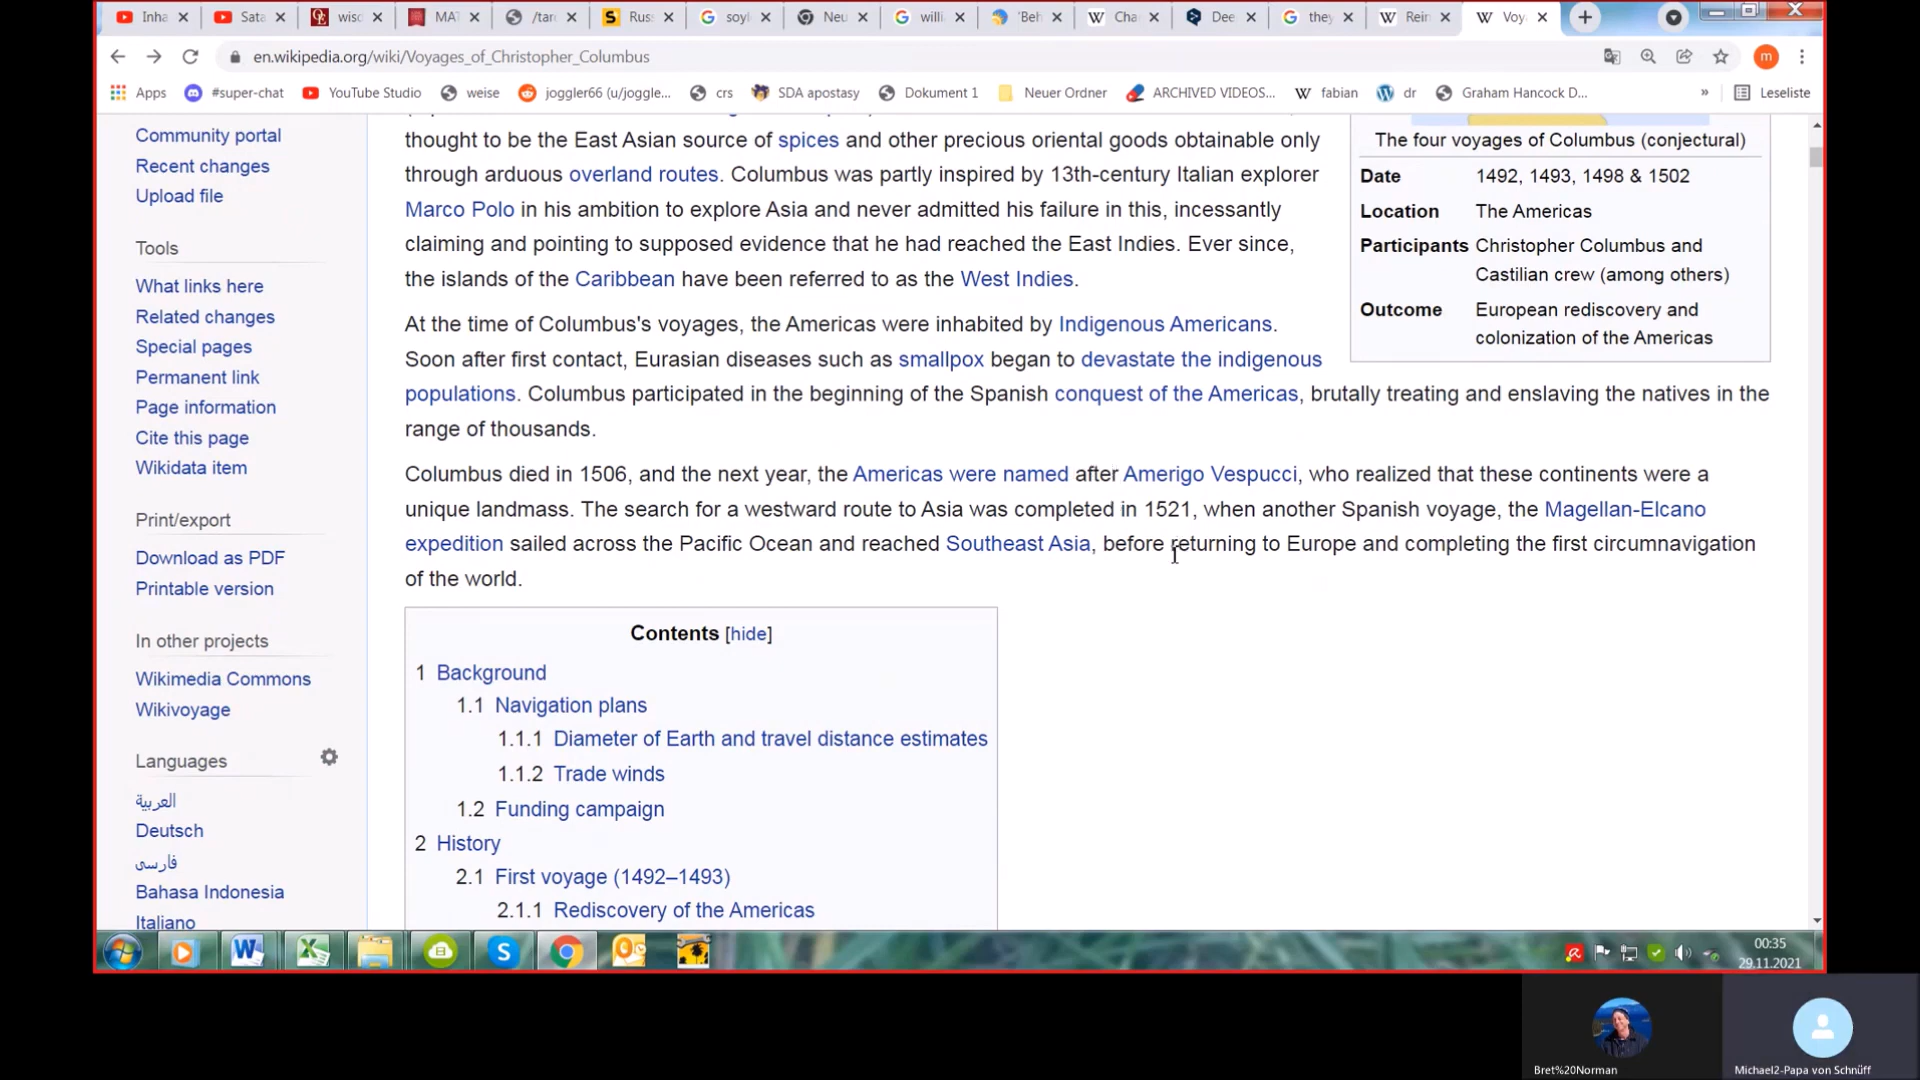 Inha
Sata
wisc
MAT
/tarc
Rus
soyl
Neu
willi
'Beh
Cha
Dee
they
Rein
Voy
en.wikipedia.org/wiki/Voyages_of_Christopher_Columbus
m
Apps
#super-chat
YouTube Studio
weise
joggler66 (u/joggle...
crs
SDA apostasy
Dokument 1
Neuer Ordner
ARCHIVED VIDEOS...
fabian
dr
Graham Hancock D...
»
Leseliste
Community portal
Recent changes
Upload file
Tools
What links here
Related changes
Special pages
Permanent link
Page information
Cite this page
Wikidata item
Print/export
Download as PDF
Printable version
In other projects
Wikimedia Commons
Wikivoyage
Languages
العربية
Deutsch
فارسی
Bahasa Indonesia
Italiano
thought to be the East Asian source of spices and other precious oriental goods obtainable only
through arduous overland routes. Columbus was partly inspired by 13th-century Italian explorer
Marco Polo in his ambition to explore Asia and never admitted his failure in this, incessantly
claiming and pointing to supposed evidence that he had reached the East Indies. Ever since,
the islands of the Caribbean have been referred to as the West Indies.
At the time of Columbus's voyages, the Americas were inhabited by Indigenous Americans.
Soon after first contact, Eurasian diseases such as smallpox began to devastate the indigenous
populations. Columbus participated in the beginning of the Spanish conquest of the Americas, brutally treating and enslaving the natives in the
range of thousands.
Columbus died in 1506, and the next year, the Americas were named after Amerigo Vespucci, who realized that these continents were a
unique landmass. The search for a westward route to Asia was completed in 1521, when another Spanish voyage, the Magellan-Elcano
expedition sailed across the Pacific Ocean and reached Southeast Asia, before returning to Europe and completing the first circumnavigation
of the world.
The four voyages of Columbus (conjectural)
Date 1492, 1493, 1498 & 1502
Location The Americas
Participants Christopher Columbus and
Castilian crew (among others)
Outcome European rediscovery and
colonization of the Americas
Contents [hide]
1 Background
1.1 Navigation plans
1.1.1 Diameter of Earth and travel distance estimates
1.1.2 Trade winds
1.2 Funding campaign
2 History
2.1 First voyage (1492–1493)
2.1.1 Rediscovery of the Americas
00:35
29.11.2021
Bret%20Norman
Michael2-Papa von Schnüff